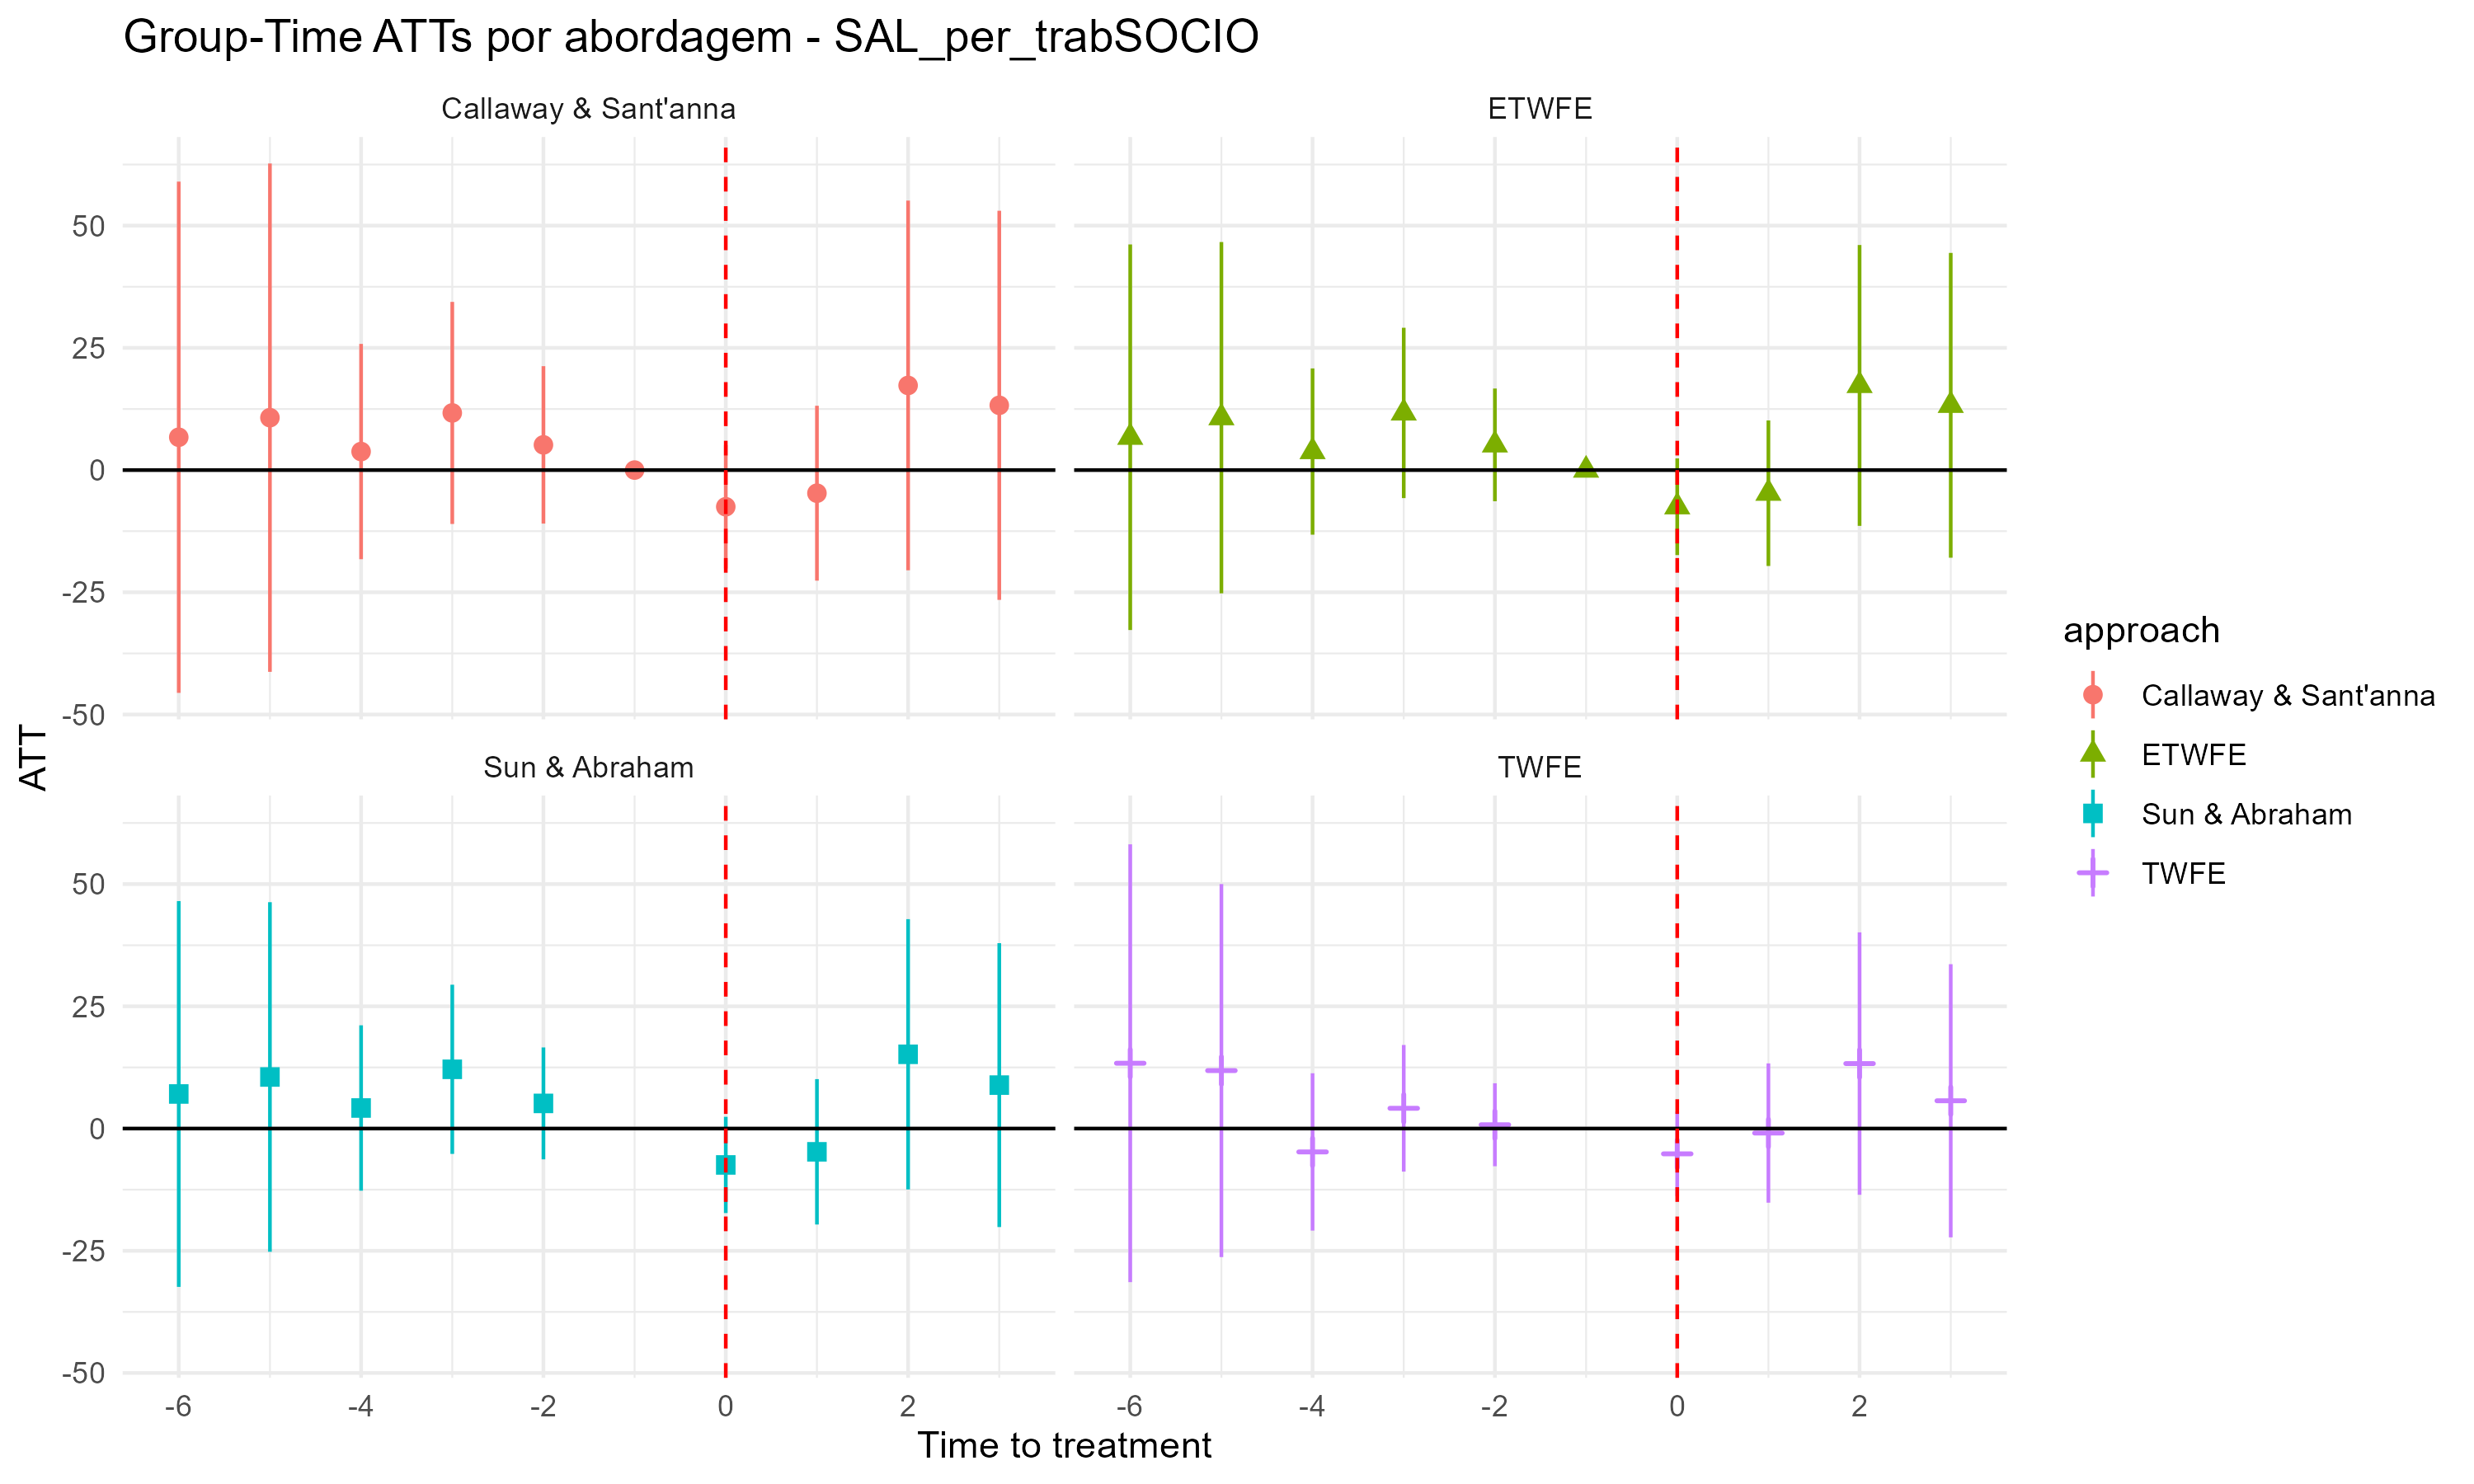 Group-Time ATTs por abordagem - SAL_per_trabSOCIO
Callaway & Sant'anna
ETWFE
50
25
0
-25
-50
Sun & Abraham
TWFE
50
25
0
-25
-50
-6 -4 -2 0 2
-6 -4 -2 0 2
Time to treatment
ATT
approach
Callaway & Sant'anna
ETWFE
Sun & Abraham
TWFE